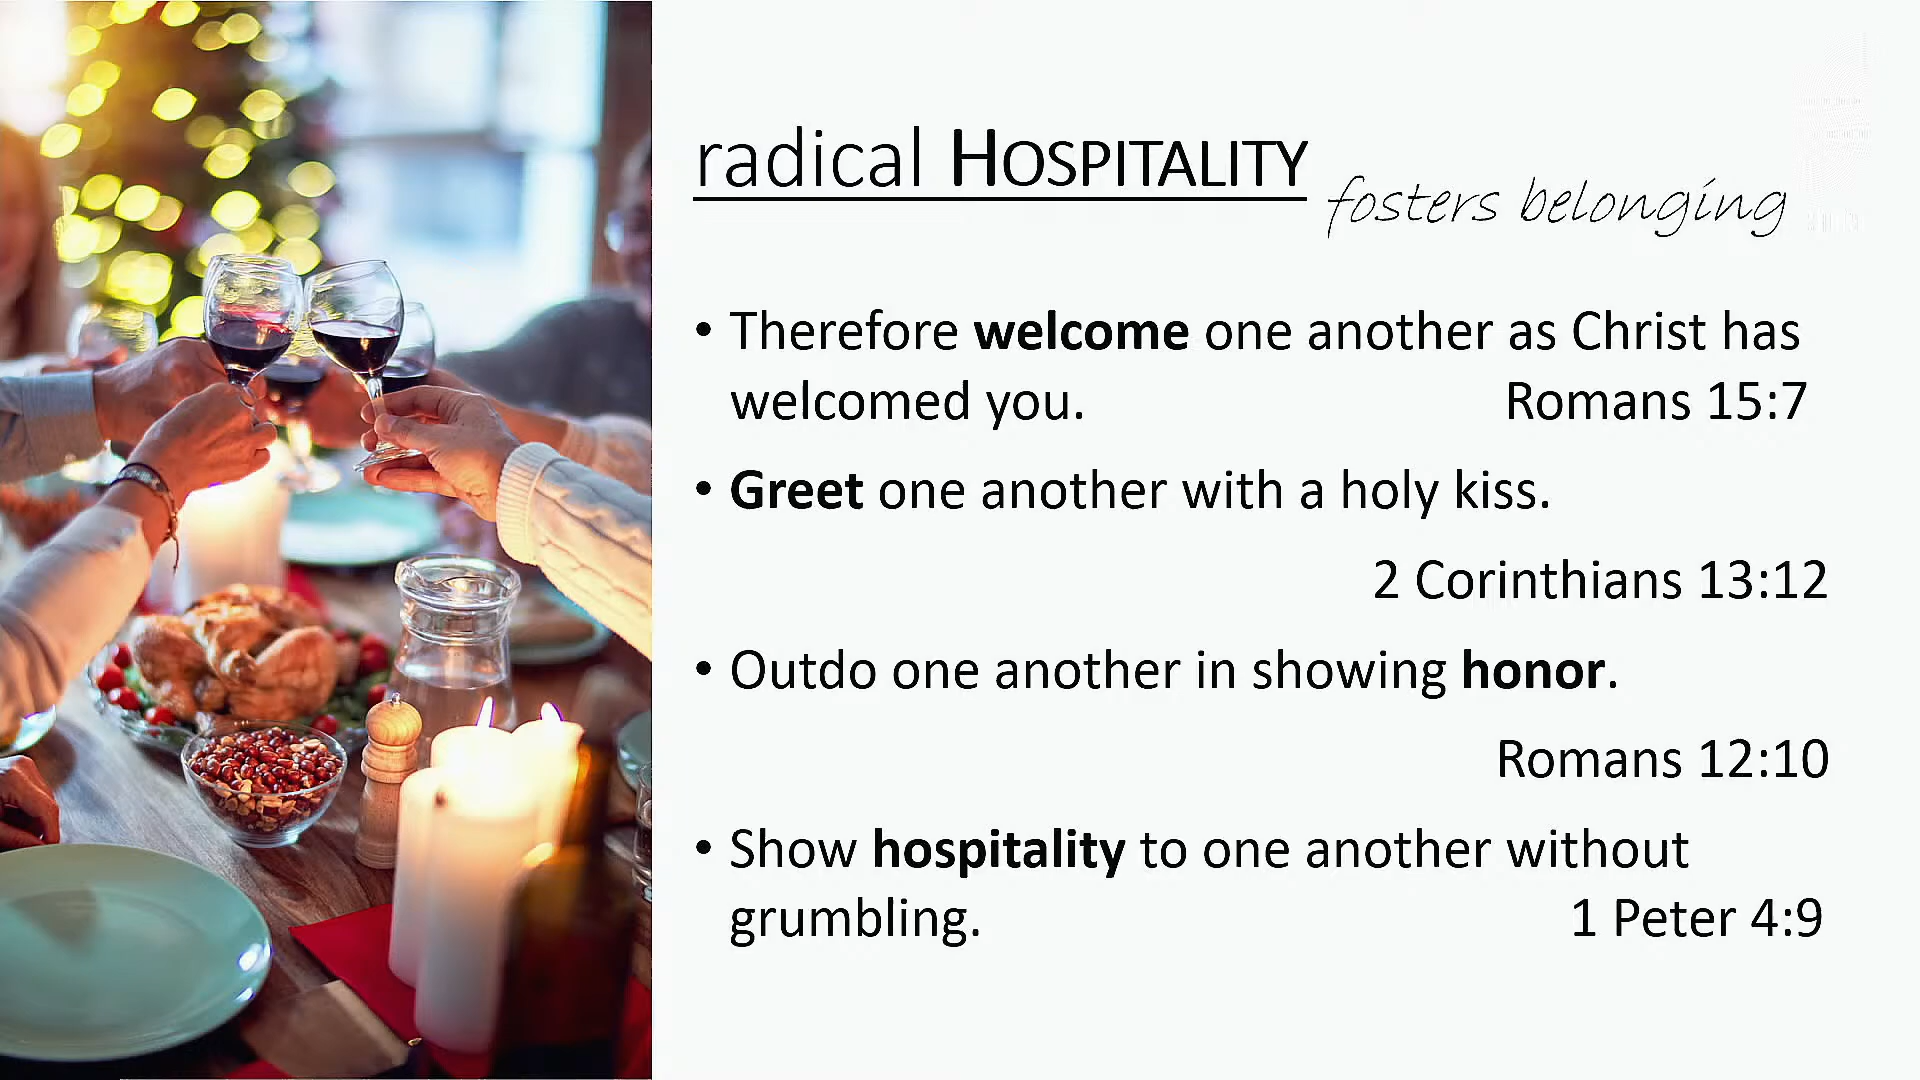 radical HOSPITALITY fosters belonging
• Therefore welcome one another as Christ has
welcomed you. Romans 15:7
• Greet one another with a holy kiss.
2 Corinthians 13:12
• Outdo one another in showing honor.
Romans 12:10
• Show hospitality to one another without
grumbling. 1 Peter 4:9